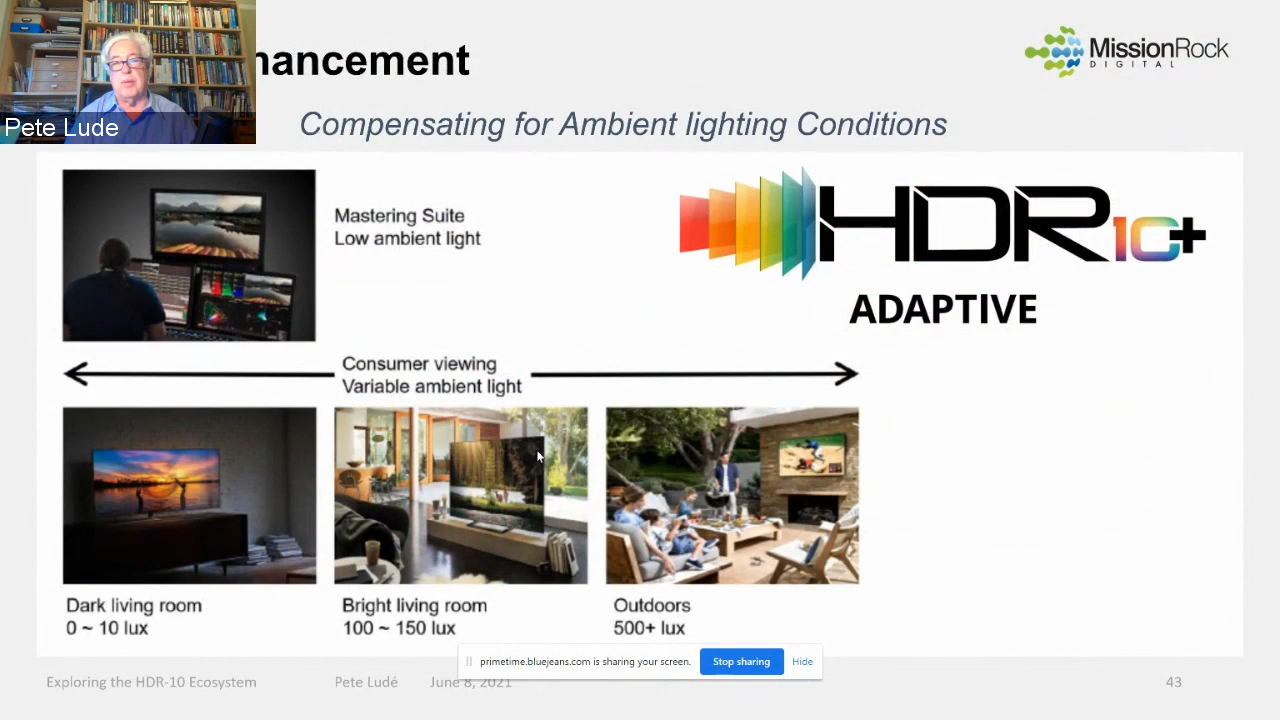 nancement
MissionRock
DIGITAL
Pete Lude
Compensating for Ambient lighting Conditions
Mastering Suite
Low ambient light
HDR10+
ADAPTIVE
Consumer viewing
Variable ambient light
Dark living room
0 ~ 10 lux
Bright living room
100 ~ 150 lux
Outdoors
500+ lux
primetime.bluejeans.com is sharing your screen.
Stop sharing
Hide
Exploring the HDR-10 Ecosystem
Pete Ludé
June 8, 2021
43